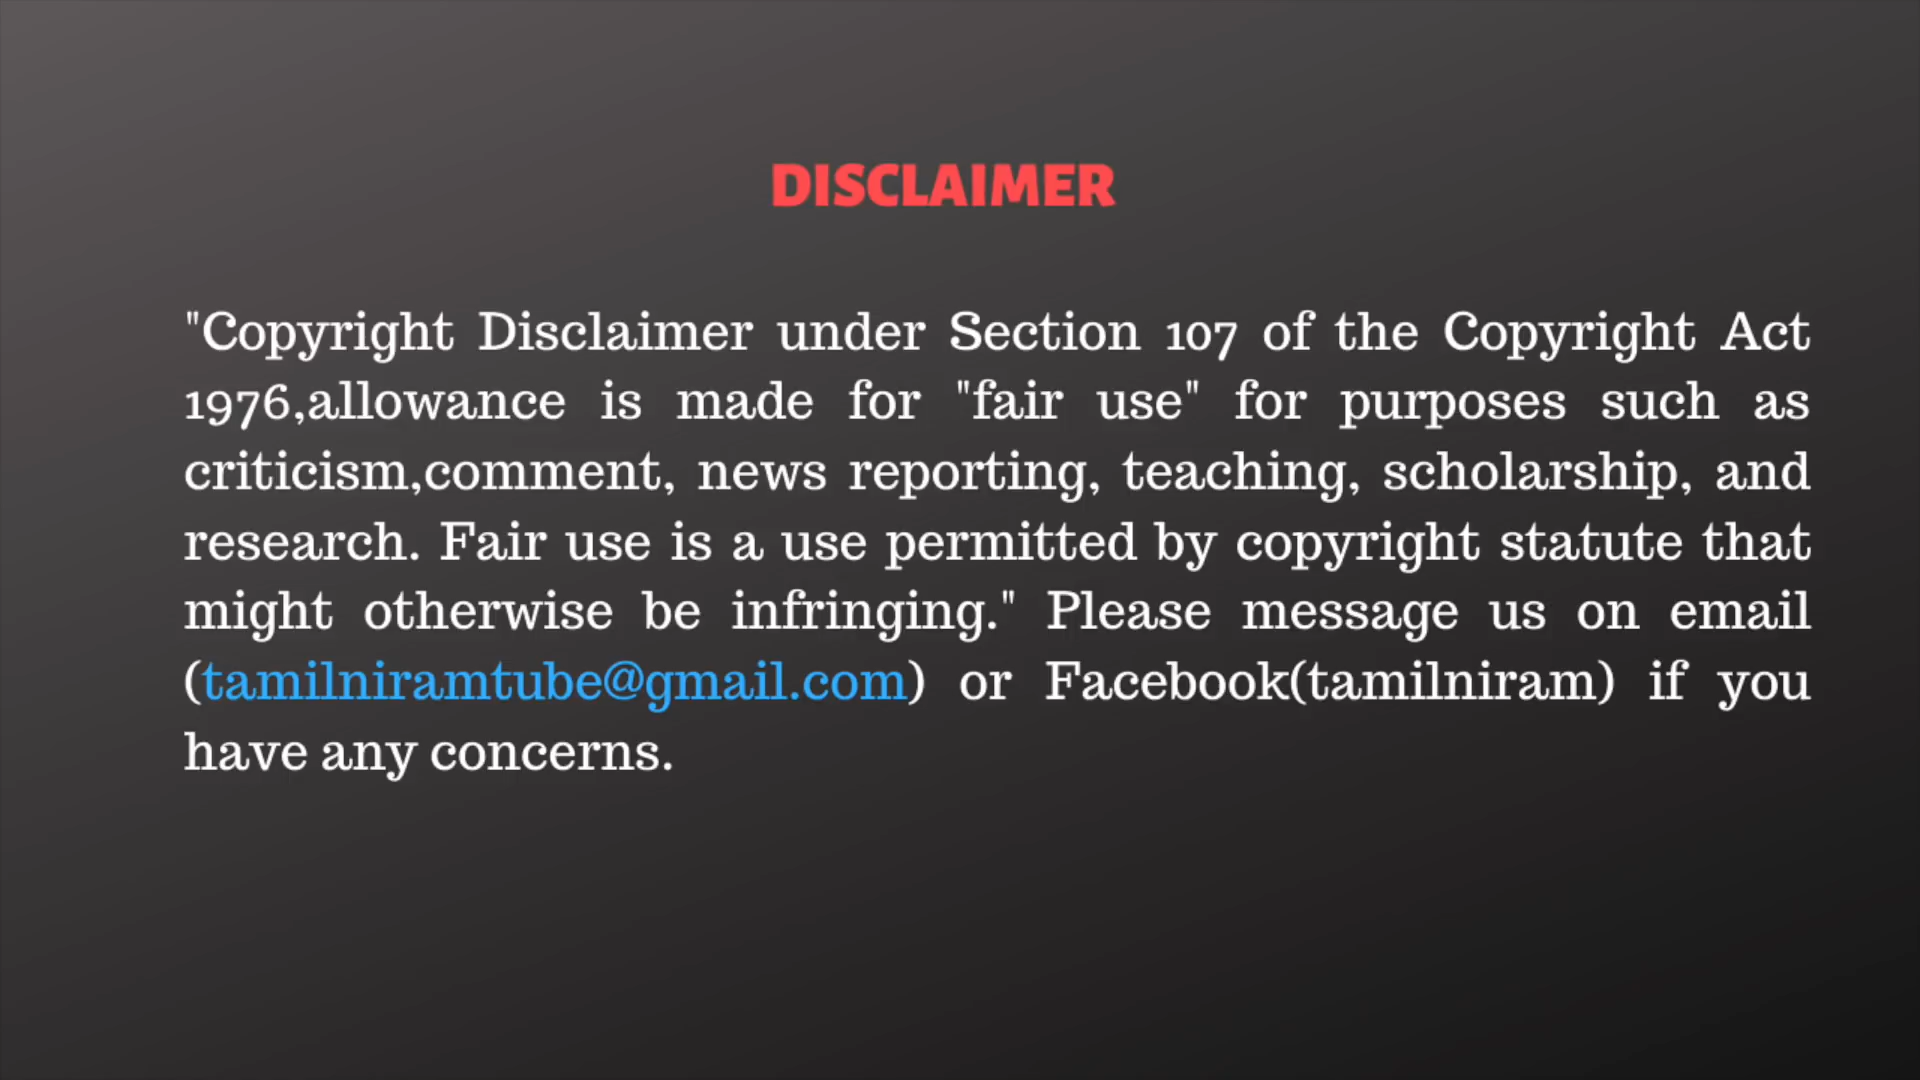 DISCLAIMER
"Copyright Disclaimer under Section 107 of the Copyright Act
1976,allowance is made for "fair use" for purposes such as
criticism,comment, news reporting, teaching, scholarship, and
research. Fair use is a use permitted by copyright statute that
might otherwise be infringing." Please message us on email
(tamilniramtube@gmail.com) or Facebook(tamilniram) if you
have any concerns.